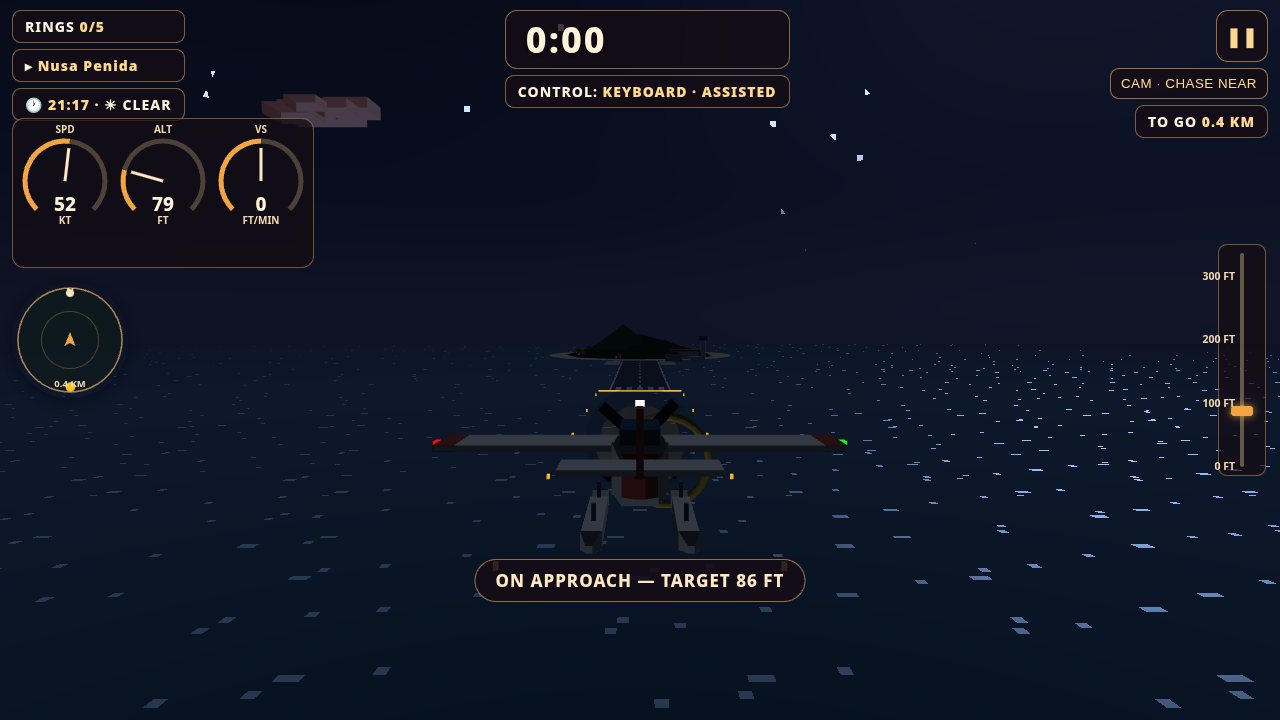 RINGS 0/5
▸ Nusa Penida
🕐 21:17 · ☀ CLEAR
SPD ALT VS
52 79 0
KT FT FT/MIN
0.4 KM
0:00
CONTROL: KEYBOARD · ASSISTED
CAM · CHASE NEAR
TO GO 0.4 KM
300 FT
200 FT
100 FT
0 FT
ON APPROACH — TARGET 86 FT